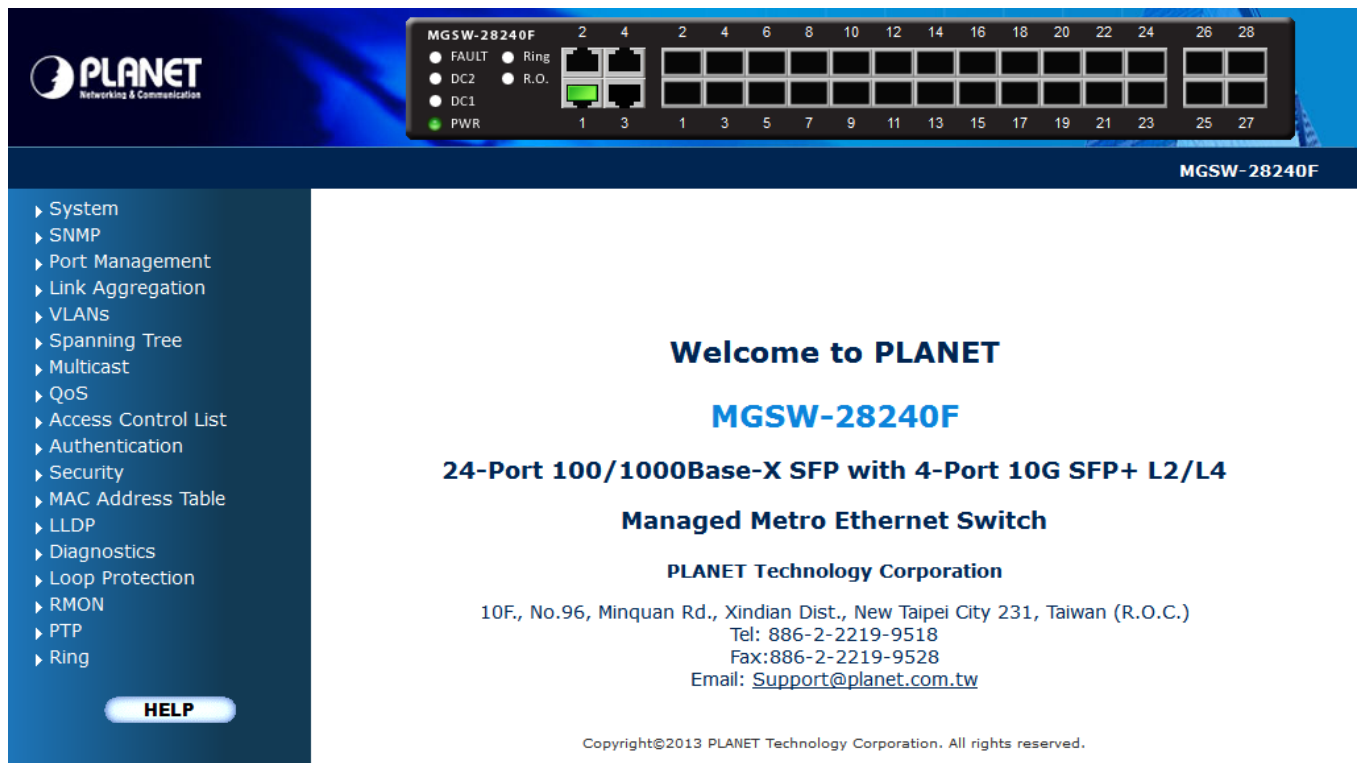 PLANET
Networking & Communication
MGSW-28240F
2 4 2 4 6 8 10 12 14 16 18 20 22 24 26 28
FAULT Ring
DC2 R.O.
DC1
PWR
1 3 1 3 5 7 9 11 13 15 17 19 21 23 25 27
MGSW-28240F
System
SNMP
Port Management
Link Aggregation
VLANs
Spanning Tree
Multicast
QoS
Access Control List
Authentication
Security
MAC Address Table
LLDP
Diagnostics
Loop Protection
RMON
PTP
Ring
HELP
Welcome to PLANET
MGSW-28240F
24-Port 100/1000Base-X SFP with 4-Port 10G SFP+ L2/L4
Managed Metro Ethernet Switch
PLANET Technology Corporation
10F., No.96, Minquan Rd., Xindian Dist., New Taipei City 231, Taiwan (R.O.C.)
Tel: 886-2-2219-9518
Fax:886-2-2219-9528
Email: Support@planet.com.tw
Copyright©2013 PLANET Technology Corporation. All rights reserved.